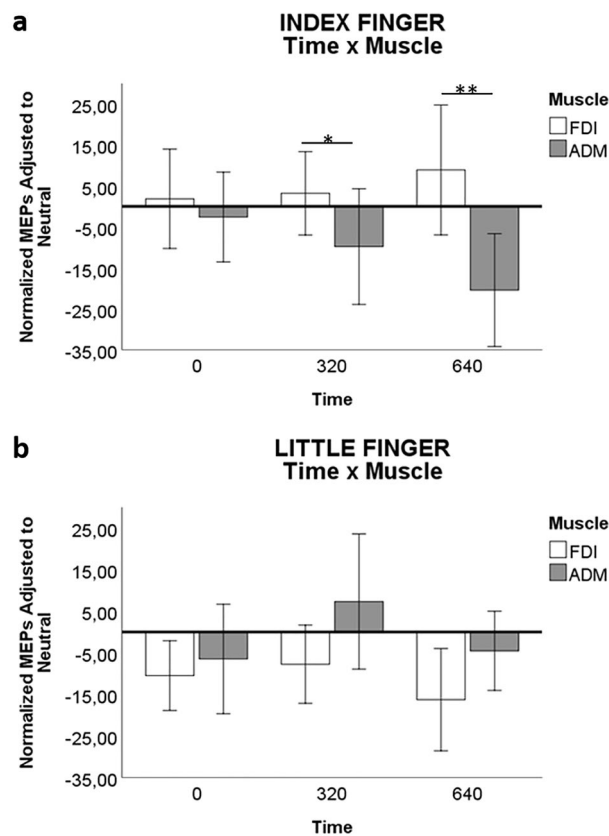 a
INDEX FINGER
Time x Muscle
Normalized MEPs Adjusted to
Neutral
25,00
15,00
5,00
-5,00
-15,00
-25,00
-35,00
*
**
Muscle
FDI
ADM
0 320 640
Time
b
LITTLE FINGER
Time x Muscle
Normalized MEPs Adjusted to
Neutral
25,00
15,00
5,00
-5,00
-15,00
-25,00
-35,00
Muscle
FDI
ADM
0 320 640
Time